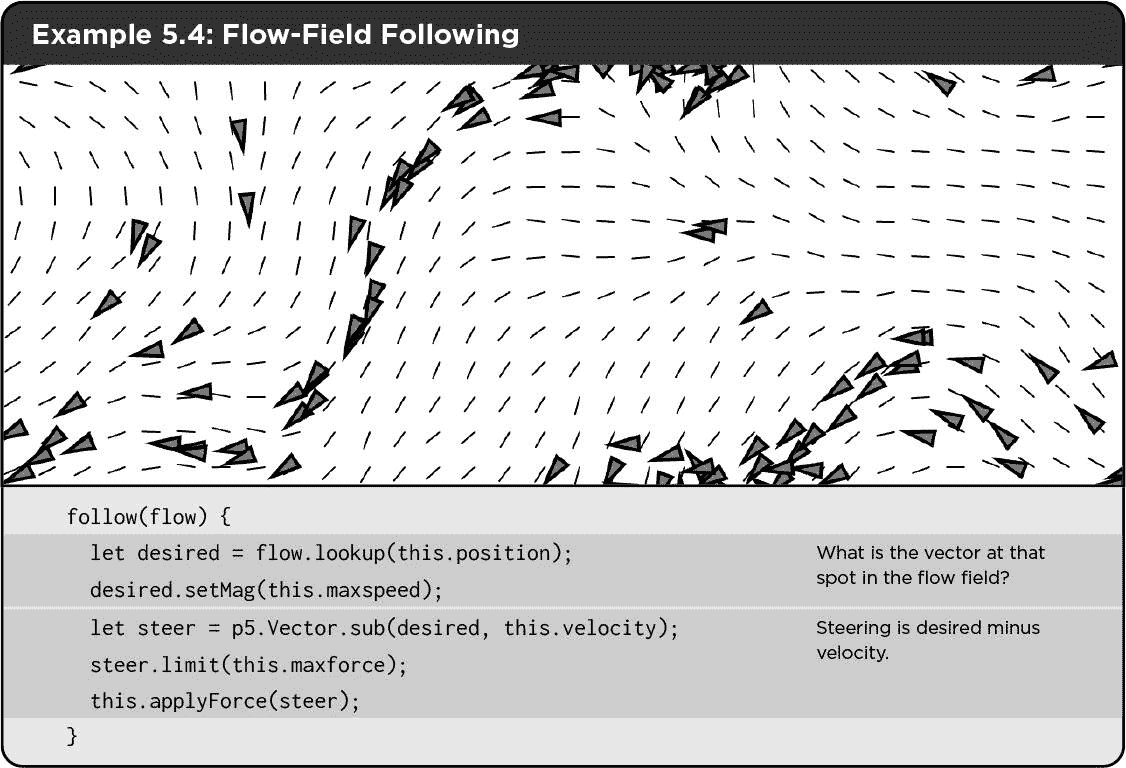 Example 5.4: Flow-Field Following
follow(flow) {
let desired = flow.lookup(this.position);
desired.setMag(this.maxspeed);
What is the vector at that
spot in the flow field?
let steer = p5.Vector.sub(desired, this.velocity);
steer.limit(this.maxforce);
this.applyForce(steer);
Steering is desired minus
velocity.
}